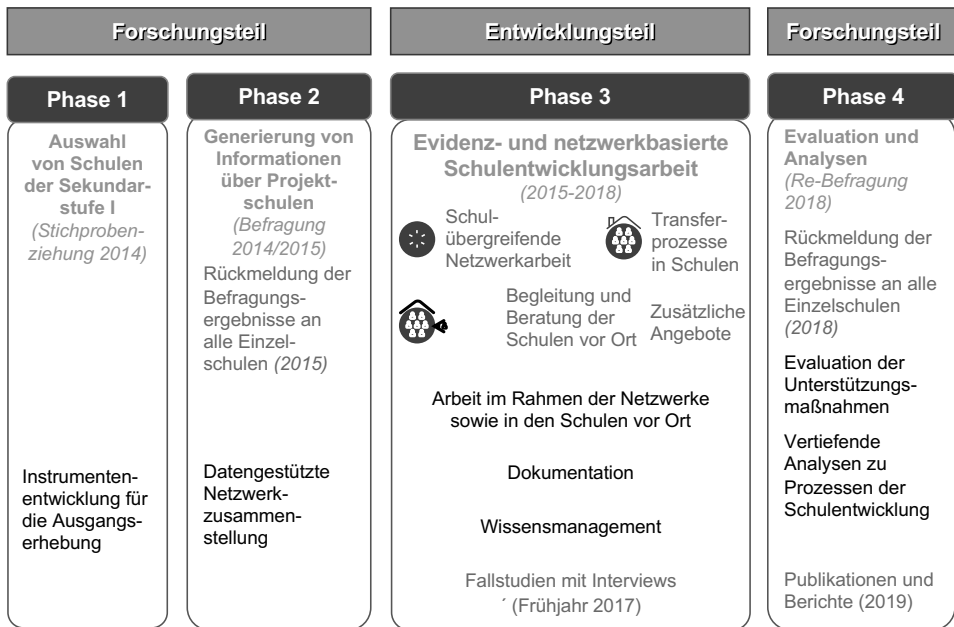 Forschungsteil
Entwicklungsteil
Forschungsteil
Phase 1
Auswahl
von Schulen
der Sekundar-
stufe I
(Stichproben-
ziehung 2014)
Instrumenten-
entwicklung für
die Ausgangs-
erhebung
Phase 2
Generierung von
Informationen
über Projekt-
schulen
(Befragung
2014/2015)
Rückmeldung der
Befragungs-
ergebnisse an
alle Einzel-
schulen (2015)
Datengestützte
Netzwerk-
zusammen-
stellung
Phase 3
Evidenz- und netzwerkbasierte
Schulentwicklungsarbeit
(2015-2018)
Schul-
übergreifende
Netzwerkarbeit
Transfer-
prozesse
in Schulen
Begleitung und
Beratung der
Schulen vor Ort
Zusätzliche
Angebote
Arbeit im Rahmen der Netzwerke
sowie in den Schulen vor Ort
Dokumentation
Wissensmanagement
Fallstudien mit Interviews
´ (Frühjahr 2017)
Phase 4
Evaluation und
Analysen
(Re-Befragung
2018)
Rückmeldung der
Befragungs-
ergebnisse an alle
Einzelschulen
(2018)
Evaluation der
Unterstützungs-
maßnahmen
Vertiefende
Analysen zu
Prozessen der
Schulentwicklung
Publikationen und
Berichte (2019)